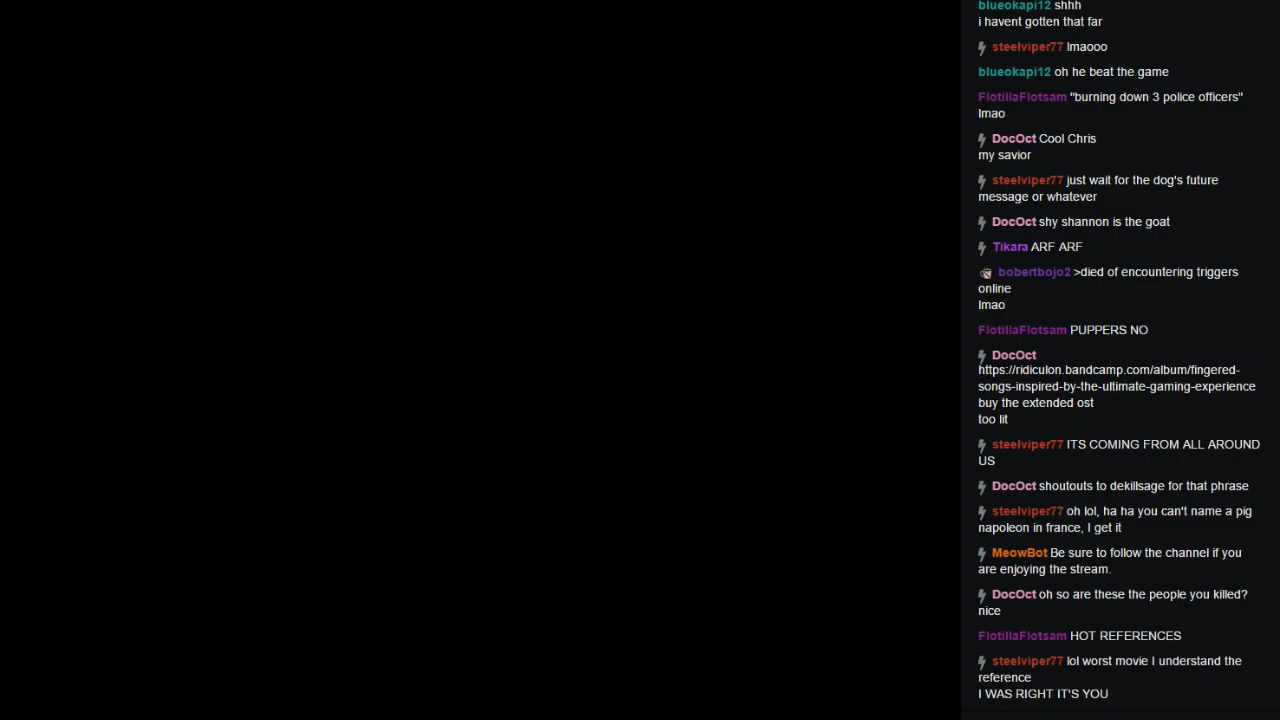 blueokapi12 shhh
i havent gotten that far
steelviper77 lmaooo
blueokapi12 oh he beat the game
FlotillaFlotsam "burning down 3 police officers"
lmao
DocOct Cool Chris
my savior
steelviper77 just wait for the dog's future
message or whatever
DocOct shy shannon is the goat
Tikara ARF ARF
bobertbojo2 >died of encountering triggers
online
lmao
FlotillaFlotsam PUPPERS NO
DocOct
https://ridiculon.bandcamp.com/album/fingered-
songs-inspired-by-the-ultimate-gaming-experience
buy the extended ost
too lit
steelviper77 ITS COMING FROM ALL AROUND
US
DocOct shoutouts to dekillsage for that phrase
steelviper77 oh lol, ha ha you can't name a pig
napoleon in france, I get it
MeowBot Be sure to follow the channel if you
are enjoying the stream.
DocOct oh so are these the people you killed?
nice
FlotillaFlotsam HOT REFERENCES
steelviper77 lol worst movie I understand the
reference
I WAS RIGHT IT'S YOU